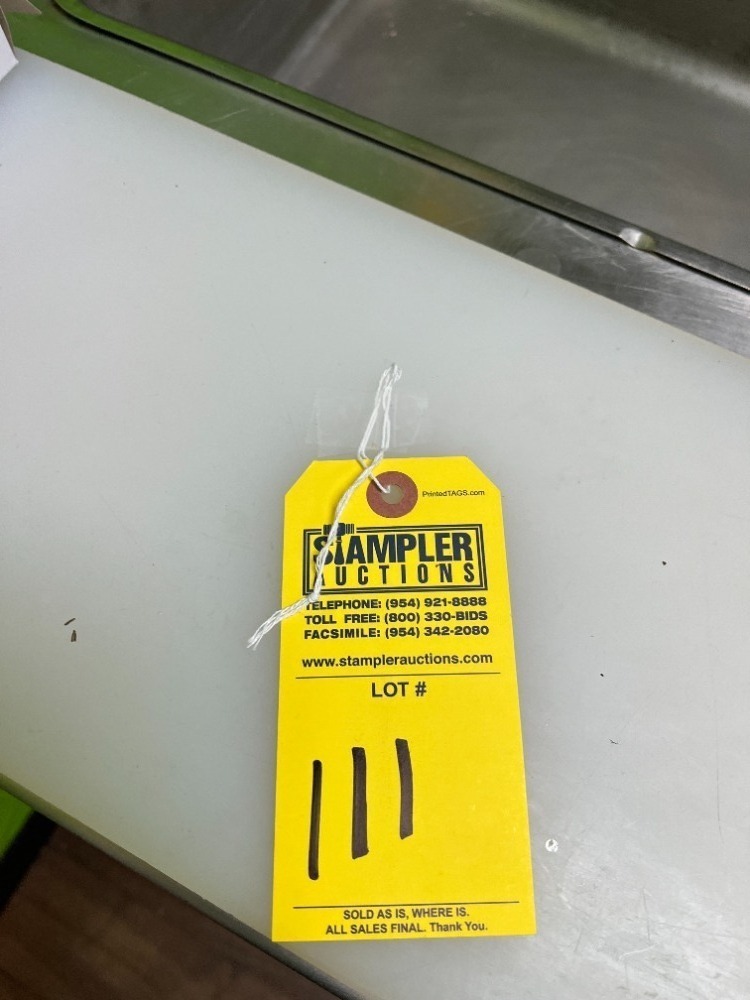 PrintedTAGS.com
STAMPLER
AUCTIONS
TELEPHONE: (954) 921-8888
TOLL FREE: (800) 330-BIDS
FACSIMILE: (954) 342-2080
www.stamplerauctions.com
LOT #
111
SOLD AS IS, WHERE IS.
ALL SALES FINAL. Thank You.